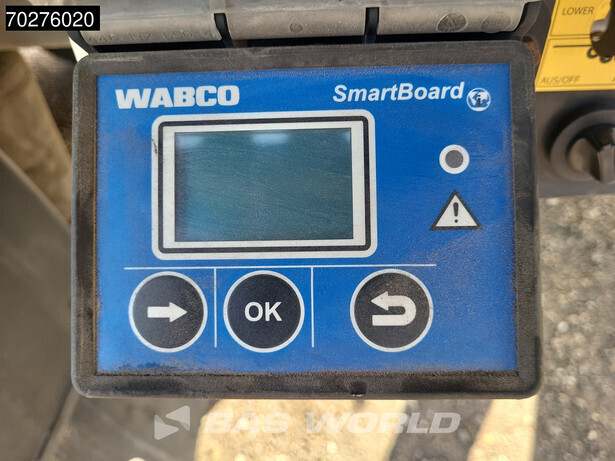 70276020
LOWER
AUS/OFF
WABCO
SmartBoard
OK
BAS WORLD